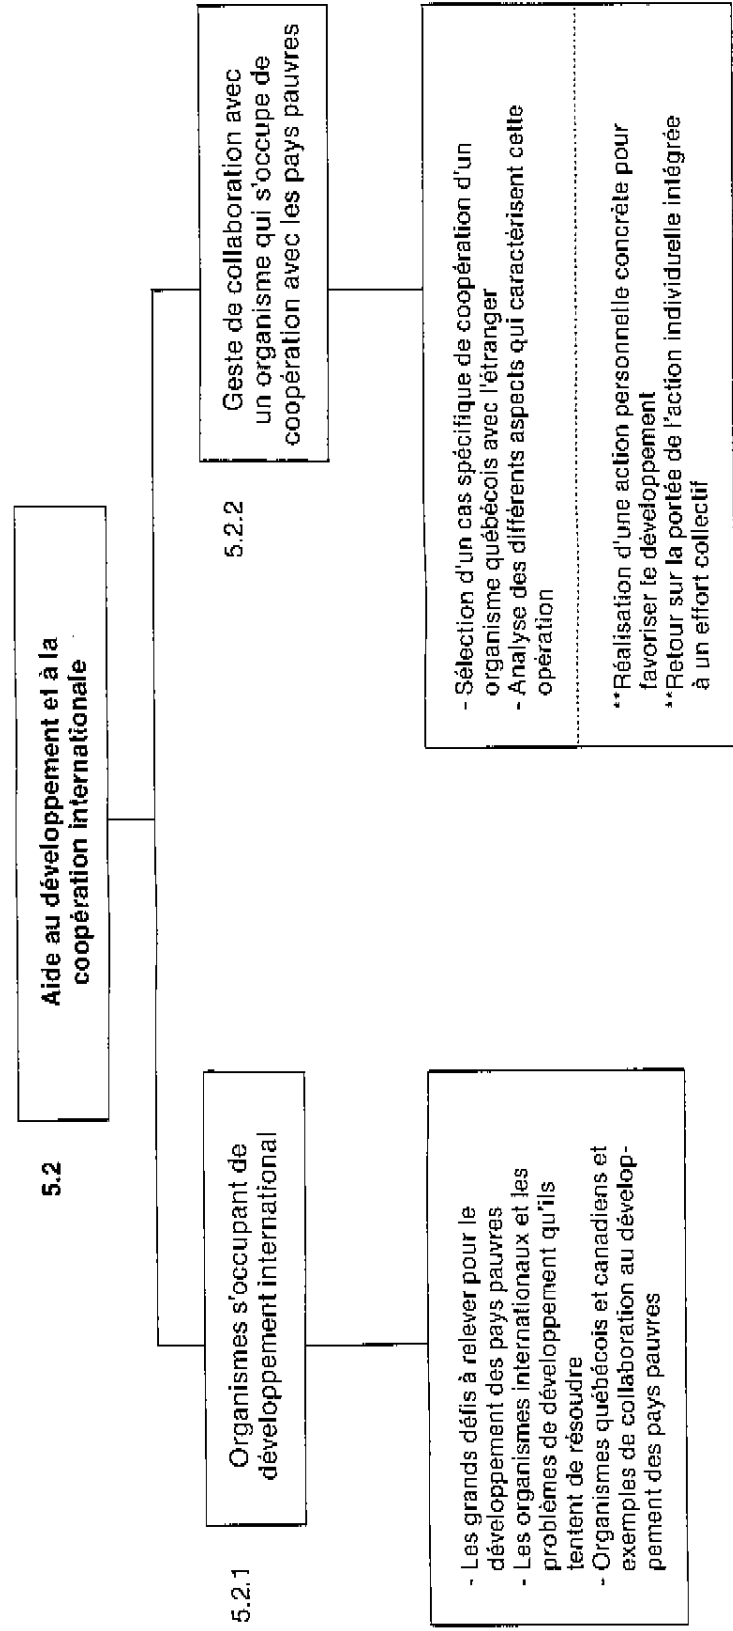 5.2
Aide au développement et à la
coopération internationale
5.2.1
Organismes s'occupant de
développement international
- Les grands défis à relever pour le
développement des pays pauvres
- Les organismes internationaux et les
problèmes de développement qu'ils
tentent de résoudre
- Organismes québécois et canadiens et
exemples de collaboration au dévelop-
pement des pays pauvres
5.2.2
Geste de collaboration avec
un organisme qui s'occupe de
coopération avec les pays pauvres
- Sélection d'un cas spécifique de coopération d'un
organisme québécois avec l'étranger
- Analyse des différents aspects qui caractérisent cette
opération
**Réalisation d'une action personnelle concrète pour
favoriser le développement
**Retour sur la portée de l'action individuelle intégrée
à un effort collectif